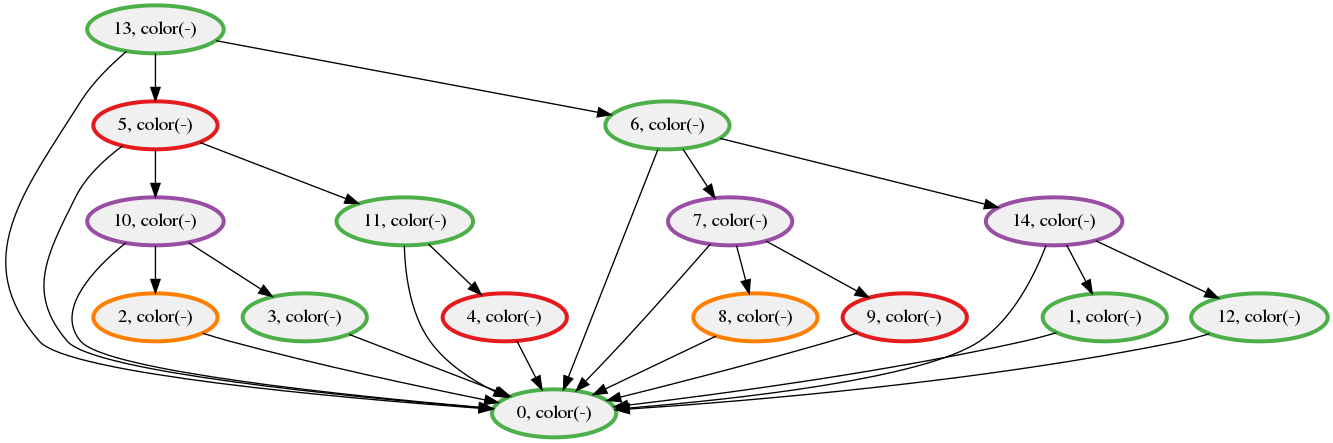 13, color(-)
5, color(-)
6, color(-)
10, color(-)
11, color(-)
7, color(-)
14, color(-)
2, color(-)
3, color(-)
4, color(-)
8, color(-)
9, color(-)
1, color(-)
12, color(-)
0, color(-)